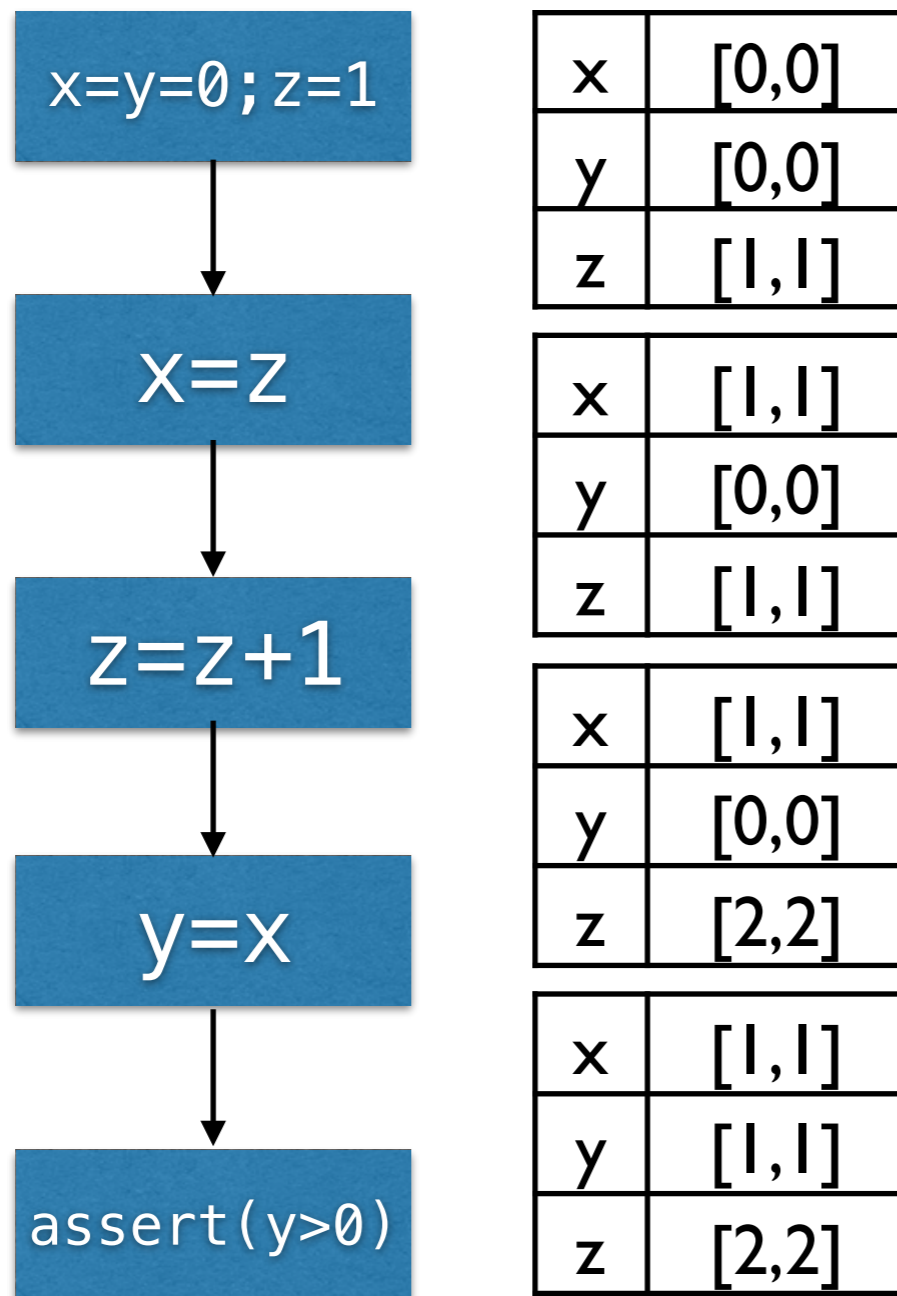 x=y=0;z=1
x=z
z=z+1
y=x
assert(y>0)
x [0,0]
y [0,0]
z [1,1]
x [1,1]
y [0,0]
z [1,1]
x [1,1]
y [0,0]
z [2,2]
x [1,1]
y [1,1]
z [2,2]